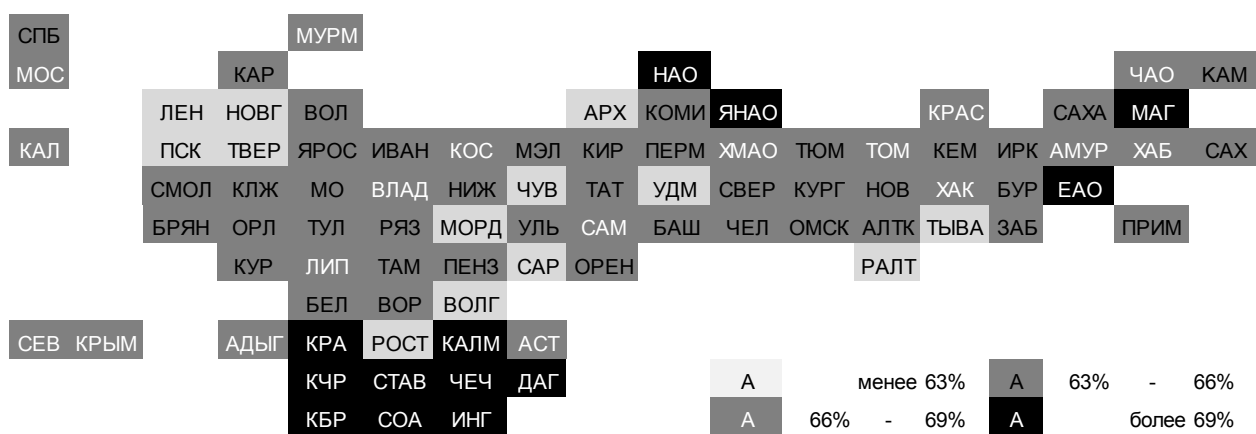 СПБ МУРМ
МОС КАР НАО ЧАО КАМ
ЛЕН НОВГ ВОЛ АРХ КОМИ ЯНАО КРАС САХА МАГ
КАЛ ПСК ТВЕР ЯРОС ИВАН КОС МЭЛ КИР ПЕРМ ХМАО ТЮМ ТОМ КЕМ ИРК АМУР ХАБ САХ
СМОЛ КЛЖ МО ВЛАД НИЖ ЧУВ ТАТ УДМ СВЕР КУРГ НОВ ХАК БУР ЕАО
БРЯН ОРЛ ТУЛ РЯЗ МОРД УЛЬ САМ БАШ ЧЕЛ ОМСК АЛТК ТЫВА ЗАБ ПРИМ
КУР ЛИП ТАМ ПЕНЗ САР ОРЕН РАЛТ
БЕЛ ВОР ВОЛГ
СЕВ КРЫМ АДЫГ КРА РОСТ КАЛМ АСТ
КЧР СТАВ ЧЕЧ ДАГ А менее 63% А 63% - 66%
КБР СОА ИНГ А 66% - 69% А более 69%